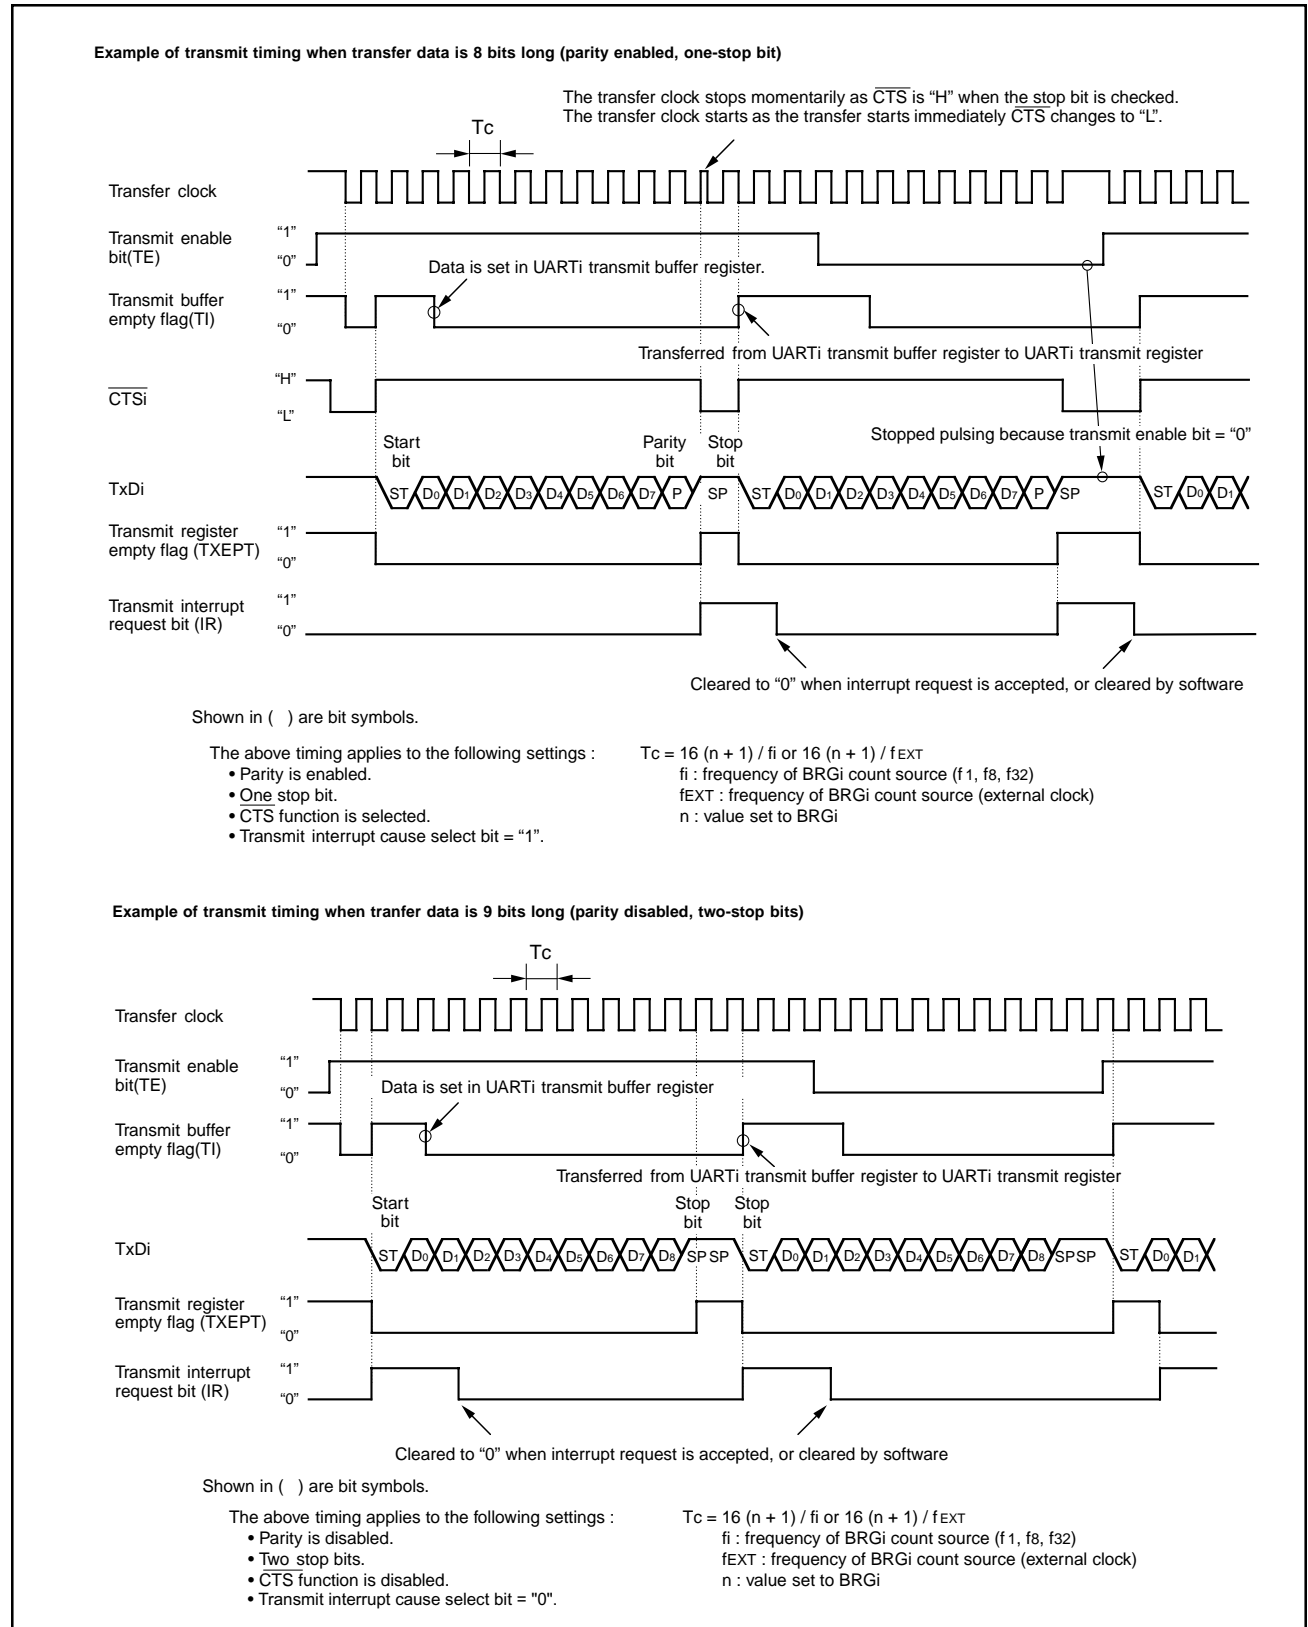 Example of transmit timing when transfer data is 8 bits long (parity enabled, one-stop bit)
The transfer clock stops momentarily as CTS is “H” when the stop bit is checked.
The transfer clock starts as the transfer starts immediately CTS changes to “L”.
Tc
Transfer clock
Transmit enable
bit(TE)
“1”
“0”
Data is set in UARTi transmit buffer register.
Transmit buffer
empty flag(TI)
“1”
“0”
Transferred from UARTi transmit buffer register to UARTi transmit register
CTSi
“H”
“L”
Stopped pulsing because transmit enable bit = “0”
Start
bit
Parity
bit
Stop
bit
TxDi
ST D0 D1 D2 D3 D4 D5 D6 D7 P SP ST D0 D1 D2 D3 D4 D5 D6 D7 P SP ST D0 D1
Transmit register
empty flag (TXEPT)
“1”
“0”
Transmit interrupt
request bit (IR)
“1”
“0”
Cleared to “0” when interrupt request is accepted, or cleared by software
Shown in ( ) are bit symbols.
The above timing applies to the following settings :
• Parity is enabled.
• One stop bit.
• CTS function is selected.
• Transmit interrupt cause select bit = “1”.
Tc = 16 (n + 1) / fi or 16 (n + 1) / fEXT
fi : frequency of BRGi count source (f1, f8, f32)
fEXT : frequency of BRGi count source (external clock)
n : value set to BRGi
Example of transmit timing when tranfer data is 9 bits long (parity disabled, two-stop bits)
Tc
Transfer clock
Transmit enable
bit(TE)
“1”
“0”
Data is set in UARTi transmit buffer register
Transmit buffer
empty flag(TI)
“1”
“0”
Transferred from UARTi transmit buffer register to UARTi transmit register
Start
bit
Stop
bit
Stop
bit
TxDi
ST D0 D1 D2 D3 D4 D5 D6 D7 D8 SP SP ST D0 D1 D2 D3 D4 D5 D6 D7 D8 SPSP ST D0 D1
Transmit register
empty flag (TXEPT)
“1”
“0”
Transmit interrupt
request bit (IR)
“1”
“0”
Cleared to “0” when interrupt request is accepted, or cleared by software
Shown in ( ) are bit symbols.
The above timing applies to the following settings :
• Parity is disabled.
• Two stop bits.
• CTS function is disabled.
• Transmit interrupt cause select bit = "0".
Tc = 16 (n + 1) / fi or 16 (n + 1) / fEXT
fi : frequency of BRGi count source (f1, f8, f32)
fEXT : frequency of BRGi count source (external clock)
n : value set to BRGi